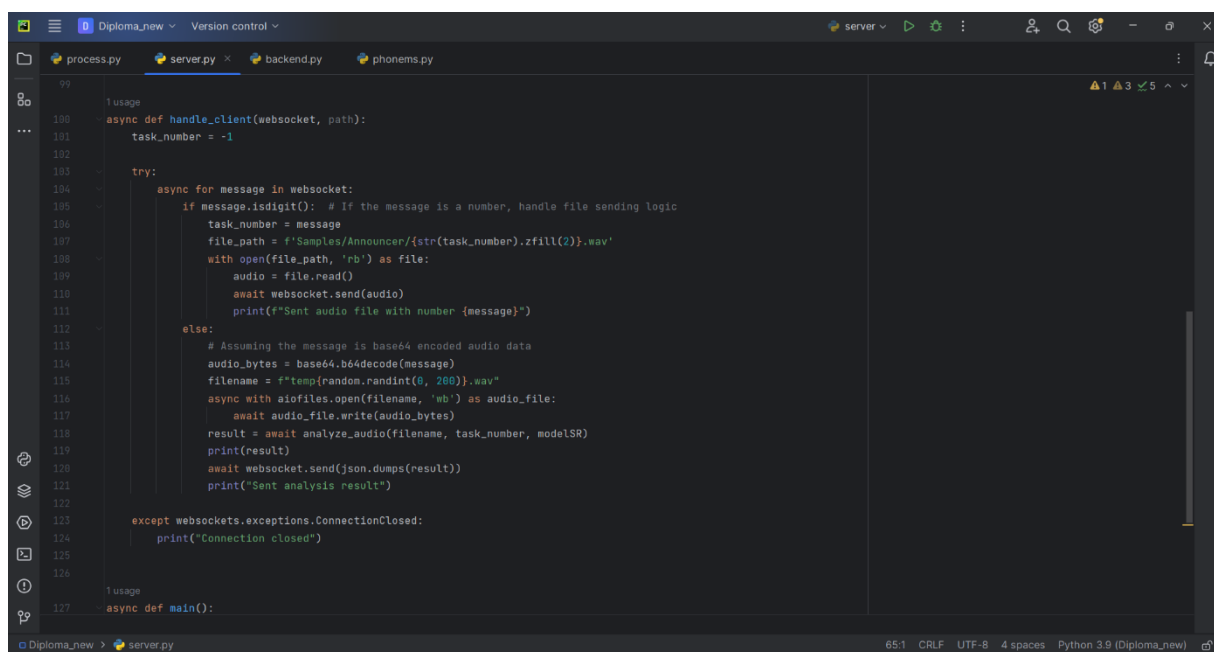 D Diploma_new Version control server
process.py server.py × backend.py phonems.py
99 1 3 5
1 usage
100 async def handle_client(websocket, path):
101     task_number = -1
102
103     try:
104         async for message in websocket:
105             if message.isdigit():  # If the message is a number, handle file sending logic
106                 task_number = message
107                 file_path = f'Samples/Announcer/{str(task_number).zfill(2)}.wav'
108                 with open(file_path, 'rb') as file:
109                     audio = file.read()
110                     await websocket.send(audio)
111                     print(f"Sent audio file with number {message}")
112             else:
113                 # Assuming the message is base64 encoded audio data
114                 audio_bytes = base64.b64decode(message)
115                 filename = f"temp{random.randint(0, 200)}.wav"
116                 async with aiofiles.open(filename, 'wb') as audio_file:
117                     await audio_file.write(audio_bytes)
118                 result = await analyze_audio(filename, task_number, modelSR)
119                 print(result)
120                 await websocket.send(json.dumps(result))
121                 print("Sent analysis result")
122
123     except websockets.exceptions.ConnectionClosed:
124         print("Connection closed")
125
126
1 usage
127 async def main():
Diploma_new > server.py 65:1 CRLF UTF-8 4 spaces Python 3.9 (Diploma_new)